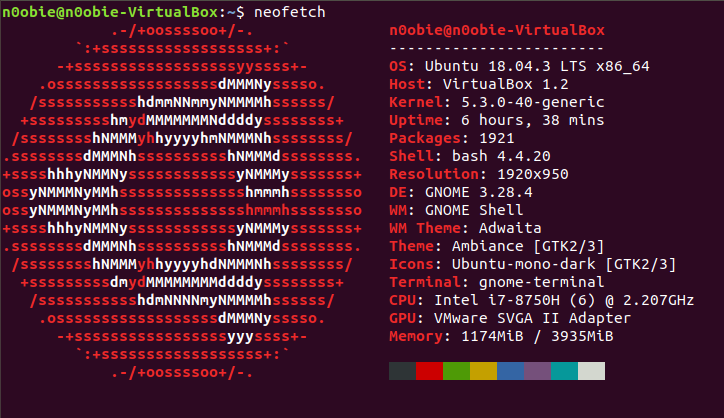 n0obie@n0obie-VirtualBox:~$ neofetch
            .-/+oossssoo+/-.               n0obie@n0obie-VirtualBox
        `:+ssssssssssssssssss+:`           ------------------------
      -+ssssssssssssssssssyyssss+-         OS: Ubuntu 18.04.3 LTS x86_64
    .ossssssssssssssssssdMMMNysssso.       Host: VirtualBox 1.2
   /ssssssssssshdmmNNmmyNMMMMhssssss/      Kernel: 5.3.0-40-generic
  +ssssssssshmydMMMMMMMNddddyssssssss+     Uptime: 6 hours, 38 mins
 /sssssssshNMMMyhhyyyyhmNMMMNhssssssss/    Packages: 1921
.ssssssssdMMMNhsssssssssshNMMMdssssssss.   Shell: bash 4.4.20
+sssshhhyNMMNyssssssssssssyNMMMysssssss+   Resolution: 1920x950
ossyNMMMNyMMhsssssssssssssshmmmhssssssso   DE: GNOME 3.28.4
ossyNMMMNyMMhsssssssssssssshmmmhssssssso   WM: GNOME Shell
+sssshhhyNMMNyssssssssssssyNMMMysssssss+   WM Theme: Adwaita
.ssssssssdMMMNhsssssssssshNMMMdssssssss.   Theme: Ambiance [GTK2/3]
 /sssssssshNMMMyhhyyyyhdNMMMNhssssssss/    Icons: Ubuntu-mono-dark [GTK2/3]
  +sssssssssdmydMMMMMMMMddddyssssssss+     Terminal: gnome-terminal
   /ssssssssssshdmNNNNmyNMMMMhssssss/      CPU: Intel i7-8750H (6) @ 2.207GHz
    .ossssssssssssssssssdMMMNysssso.       GPU: VMware SVGA II Adapter
      -+sssssssssssssssssyyyssss+-         Memory: 1174MiB / 3935MiB
        `:+ssssssssssssssssss+:`
            .-/+oossssoo+/-.